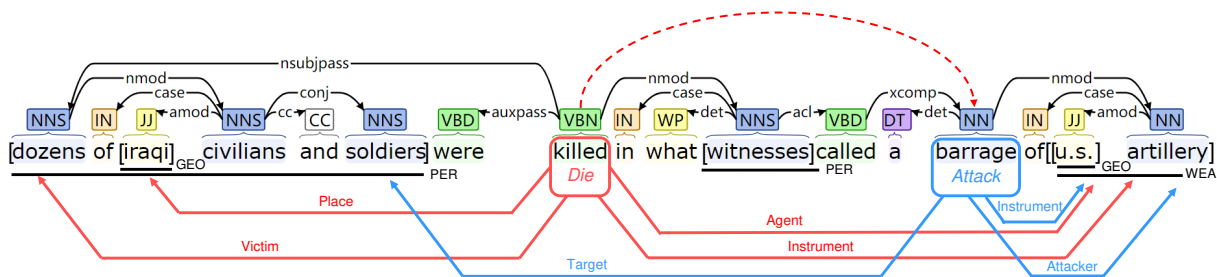 nsubjpass
nmod conj nmod xcomp nmod
case case case
NNS IN JJ amod NNS cc CC NNS VBD auxpass VBN IN WP det NNS acl VBD DT det NN IN JJ amod NN
[dozens of [iraqi] civilians and soldiers] were killed in what [witnesses] called a barrage of[[u.s.] artillery]
GEO PER Die PER Attack GEO WEA
Place Instrument
Agent
Victim Instrument
Target Attacker